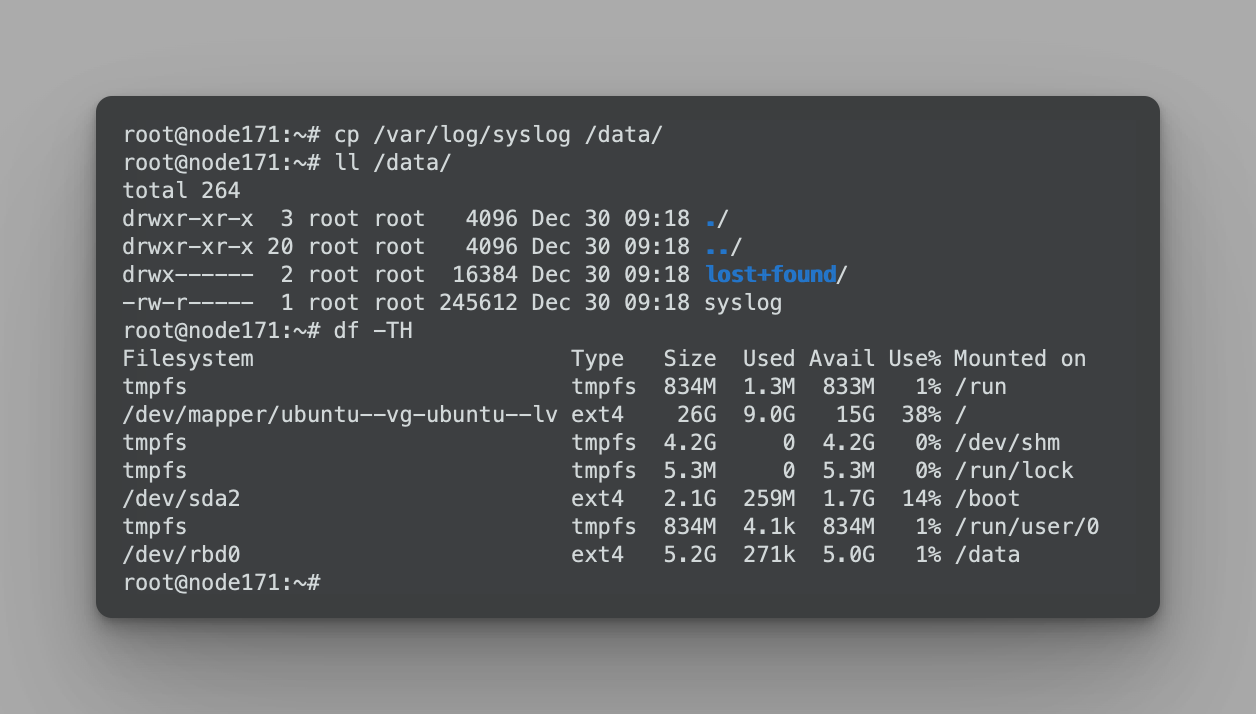 root@node171:~# cp /var/log/syslog /data/
root@node171:~# ll /data/
total 264
drwxr-xr-x  3 root root   4096 Dec 30 09:18 ./
drwxr-xr-x 20 root root   4096 Dec 30 09:18 ../
drwx------  2 root root  16384 Dec 30 09:18 lost+found/
-rw-r-----  1 root root 245612 Dec 30 09:18 syslog
root@node171:~# df -TH
Filesystem                        Type   Size  Used Avail Use% Mounted on
tmpfs                             tmpfs  834M  1.3M  833M   1% /run
/dev/mapper/ubuntu--vg-ubuntu--lv ext4    26G  9.0G   15G  38% /
tmpfs                             tmpfs  4.2G     0  4.2G   0% /dev/shm
tmpfs                             tmpfs  5.3M     0  5.3M   0% /run/lock
/dev/sda2                         ext4   2.1G  259M  1.7G  14% /boot
tmpfs                             tmpfs  834M  4.1k  834M   1% /run/user/0
/dev/rbd0                         ext4   5.2G  271k  5.0G   1% /data
root@node171:~#